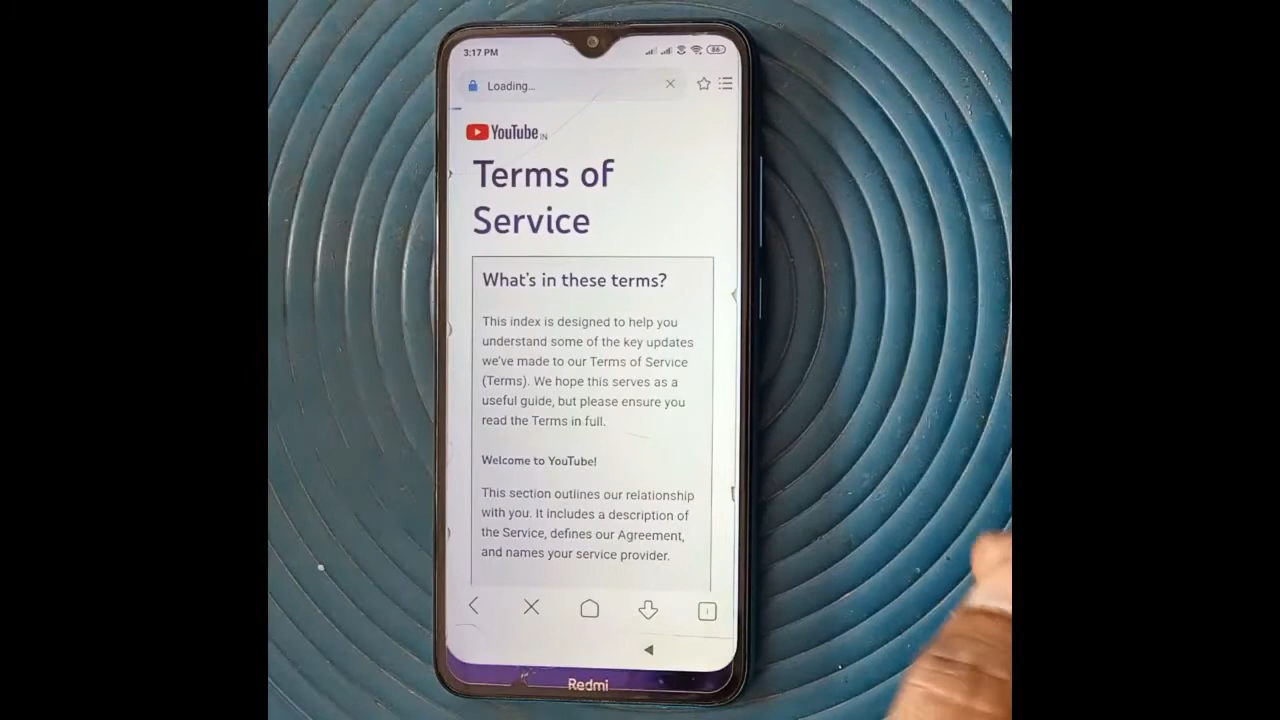 3:17 PM
86
Loading...
YouTube IN
Terms of
Service
What's in these terms?
This index is designed to help you
understand some of the key updates
we've made to our Terms of Service
(Terms). We hope this serves as a
useful guide, but please ensure you
read the Terms in full.
Welcome to YouTube!
This section outlines our relationship
with you. It includes a description of
the Service, defines our Agreement,
and names your service provider.
1
Redmi